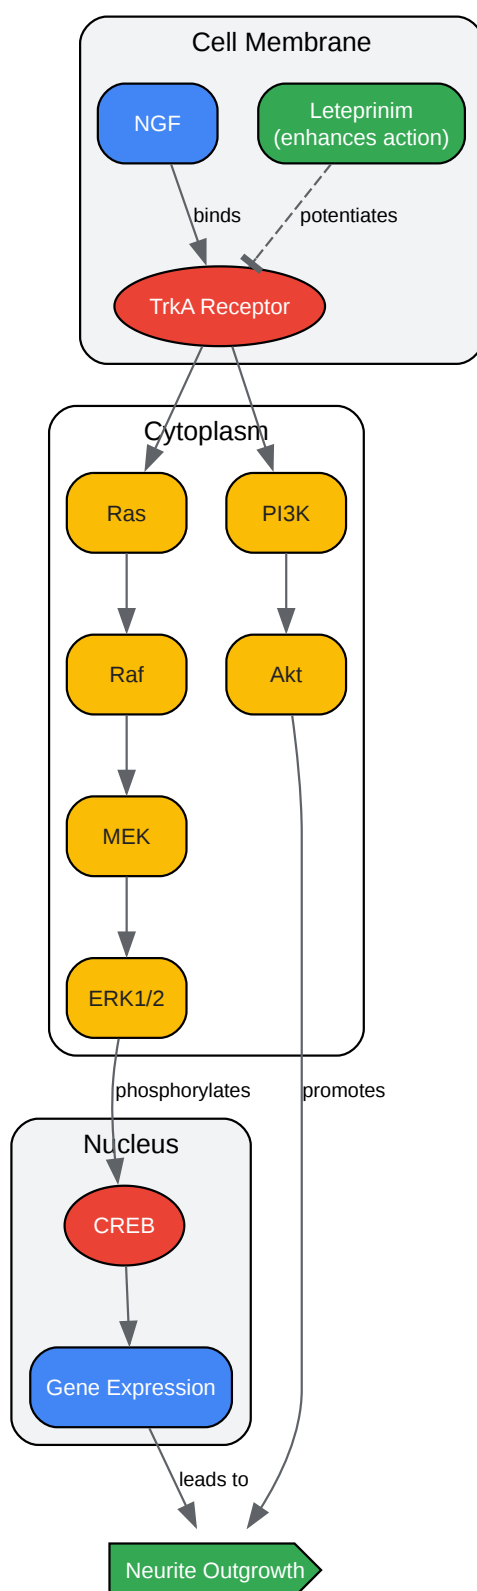 Cell Membrane
NGF
Leteprinim
(enhances action)
binds
potentiates
TrkA Receptor
Cytoplasm
Ras
PI3K
Raf
Akt
MEK
ERK1/2
phosphorylates
promotes
Nucleus
CREB
Gene Expression
leads to
Neurite Outgrowth